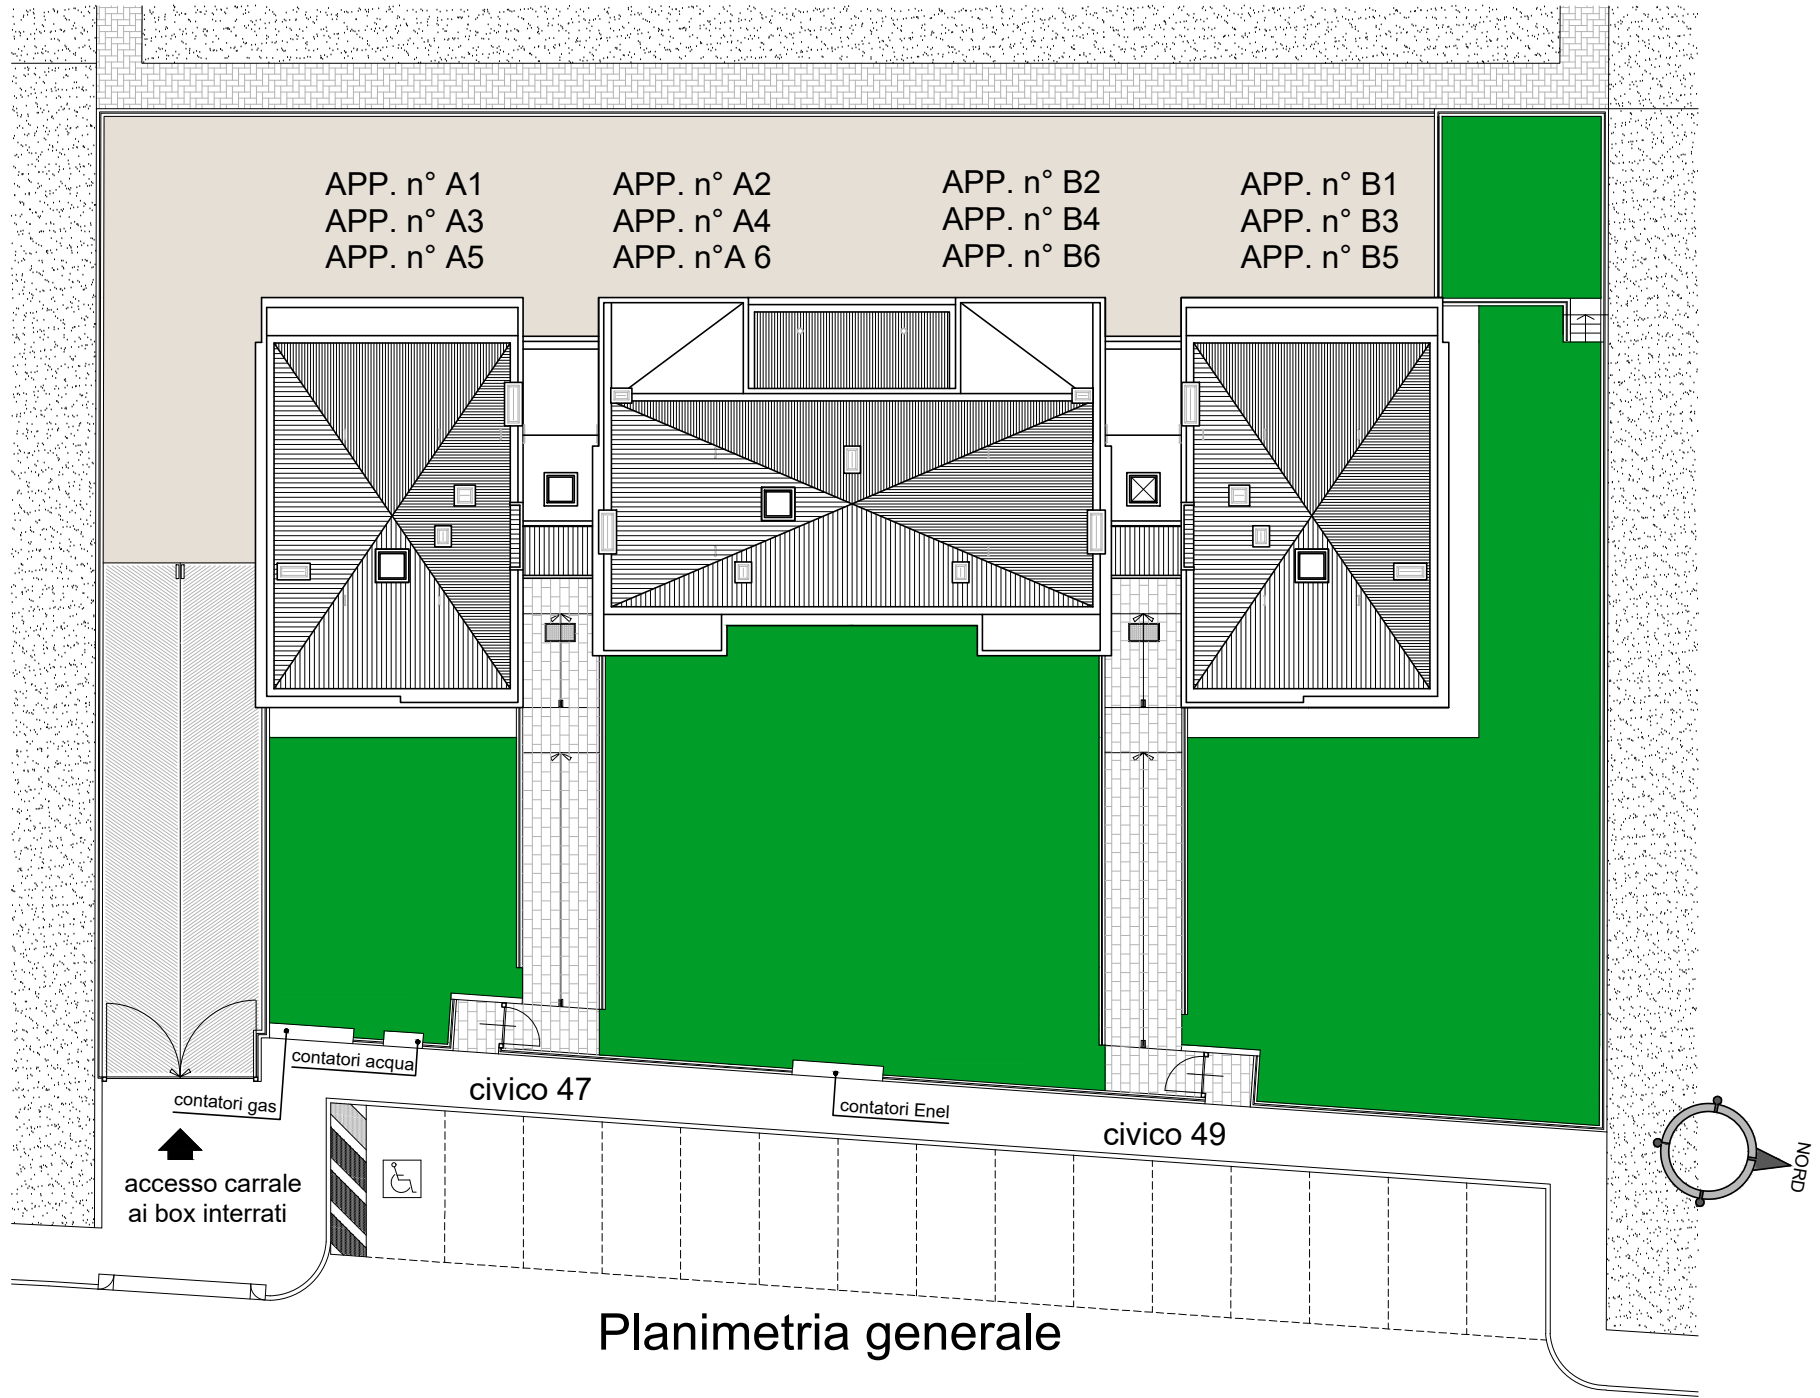 APP. n° A1
APP. n° A3
APP. n° A5
APP. n° A2
APP. n° A4
APP. n°A 6
APP. n° B2
APP. n° B4
APP. n° B6
APP. n° B1
APP. n° B3
APP. n° B5
contatori acqua
contatori gas
civico 47
contatori Enel
civico 49
accesso carrale
ai box interrati
NORD
Planimetria generale